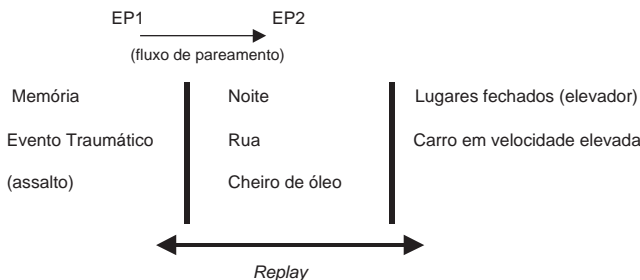 EP1 EP2
(fluxo de pareamento)
Memória Noite Lugares fechados (elevador)
Evento Traumático Rua Carro em velocidade elevada
(assalto) Cheiro de óleo
Replay